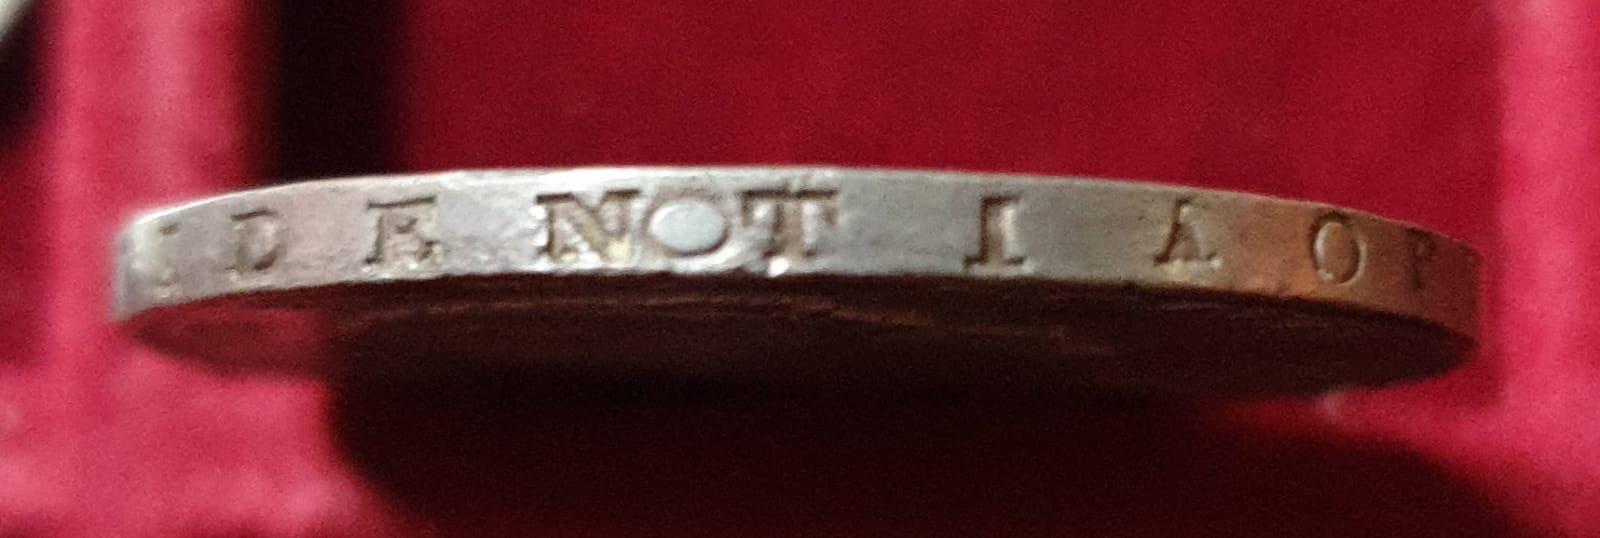 I D E NOT I A O